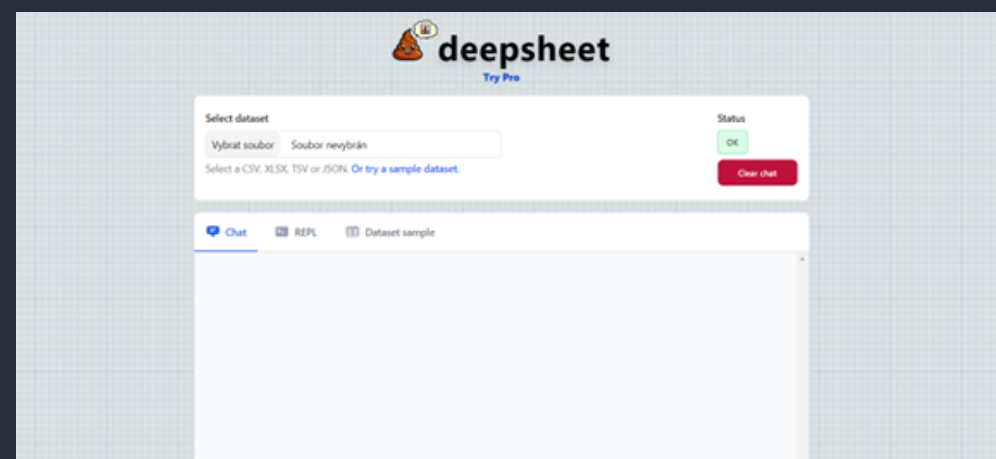 deepsheet
Try Pro
Select dataset
Status
Vybrat soubor Soubor nevybrán
OK
Select a CSV, XLSX, TSV or JSON. Or try a sample dataset.
Clear chat
Chat REPL Dataset sample